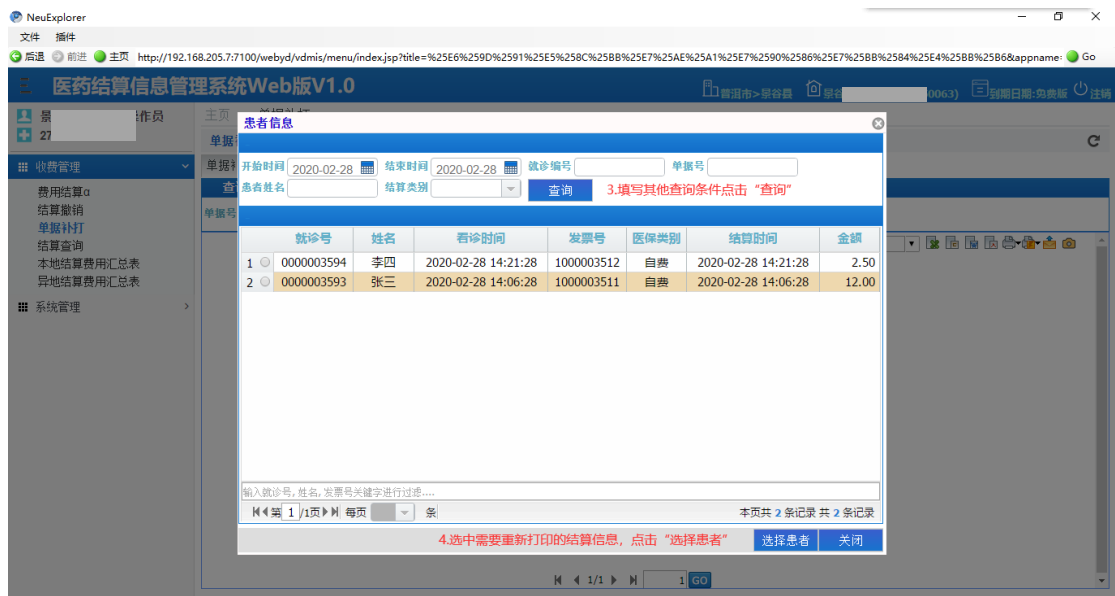 NeuExplorer
文件 插件
后退 前进 主页 http://192.168.205.7:7100/webyd/vdmis/menu/index.jsp?title=%25E6%259D%2591%25E5%258C%25BB%25E7%25AE%25A1%25E7%2590%2586%25E7%25BB%2584%25E4%25BB%25B6&appname: Go
医药结算信息管理系统Web版V1.0
普洱市>景谷县 景谷 0063) 到期日期:免费版 注销
景 作员
27
主页 单据补打
收费管理
费用结算α
结算撤销
单据补打
结算查询
本地结算费用汇总表
异地结算费用汇总表
系统管理
单据
单据补
查
单据号
患者信息
开始时间 2020-02-28 结束时间 2020-02-28 就诊编号 单据号
患者姓名 结算类别 查询 3.填写其他查询条件点击“查询”
就诊号 姓名 看诊时间 发票号 医保类别 结算时间 金额
1 0000003594 李四 2020-02-28 14:21:28 1000003512 自费 2020-02-28 14:21:28 2.50
2 0000003593 张三 2020-02-28 14:06:28 1000003511 自费 2020-02-28 14:06:28 12.00
输入就诊号,姓名,发票号关键字进行过滤....
第 1 /1页 每页 条 本页共 2 条记录 共 2 条记录
4.选中需要重新打印的结算信息，点击“选择患者” 选择患者 关闭
1/1 1 GO